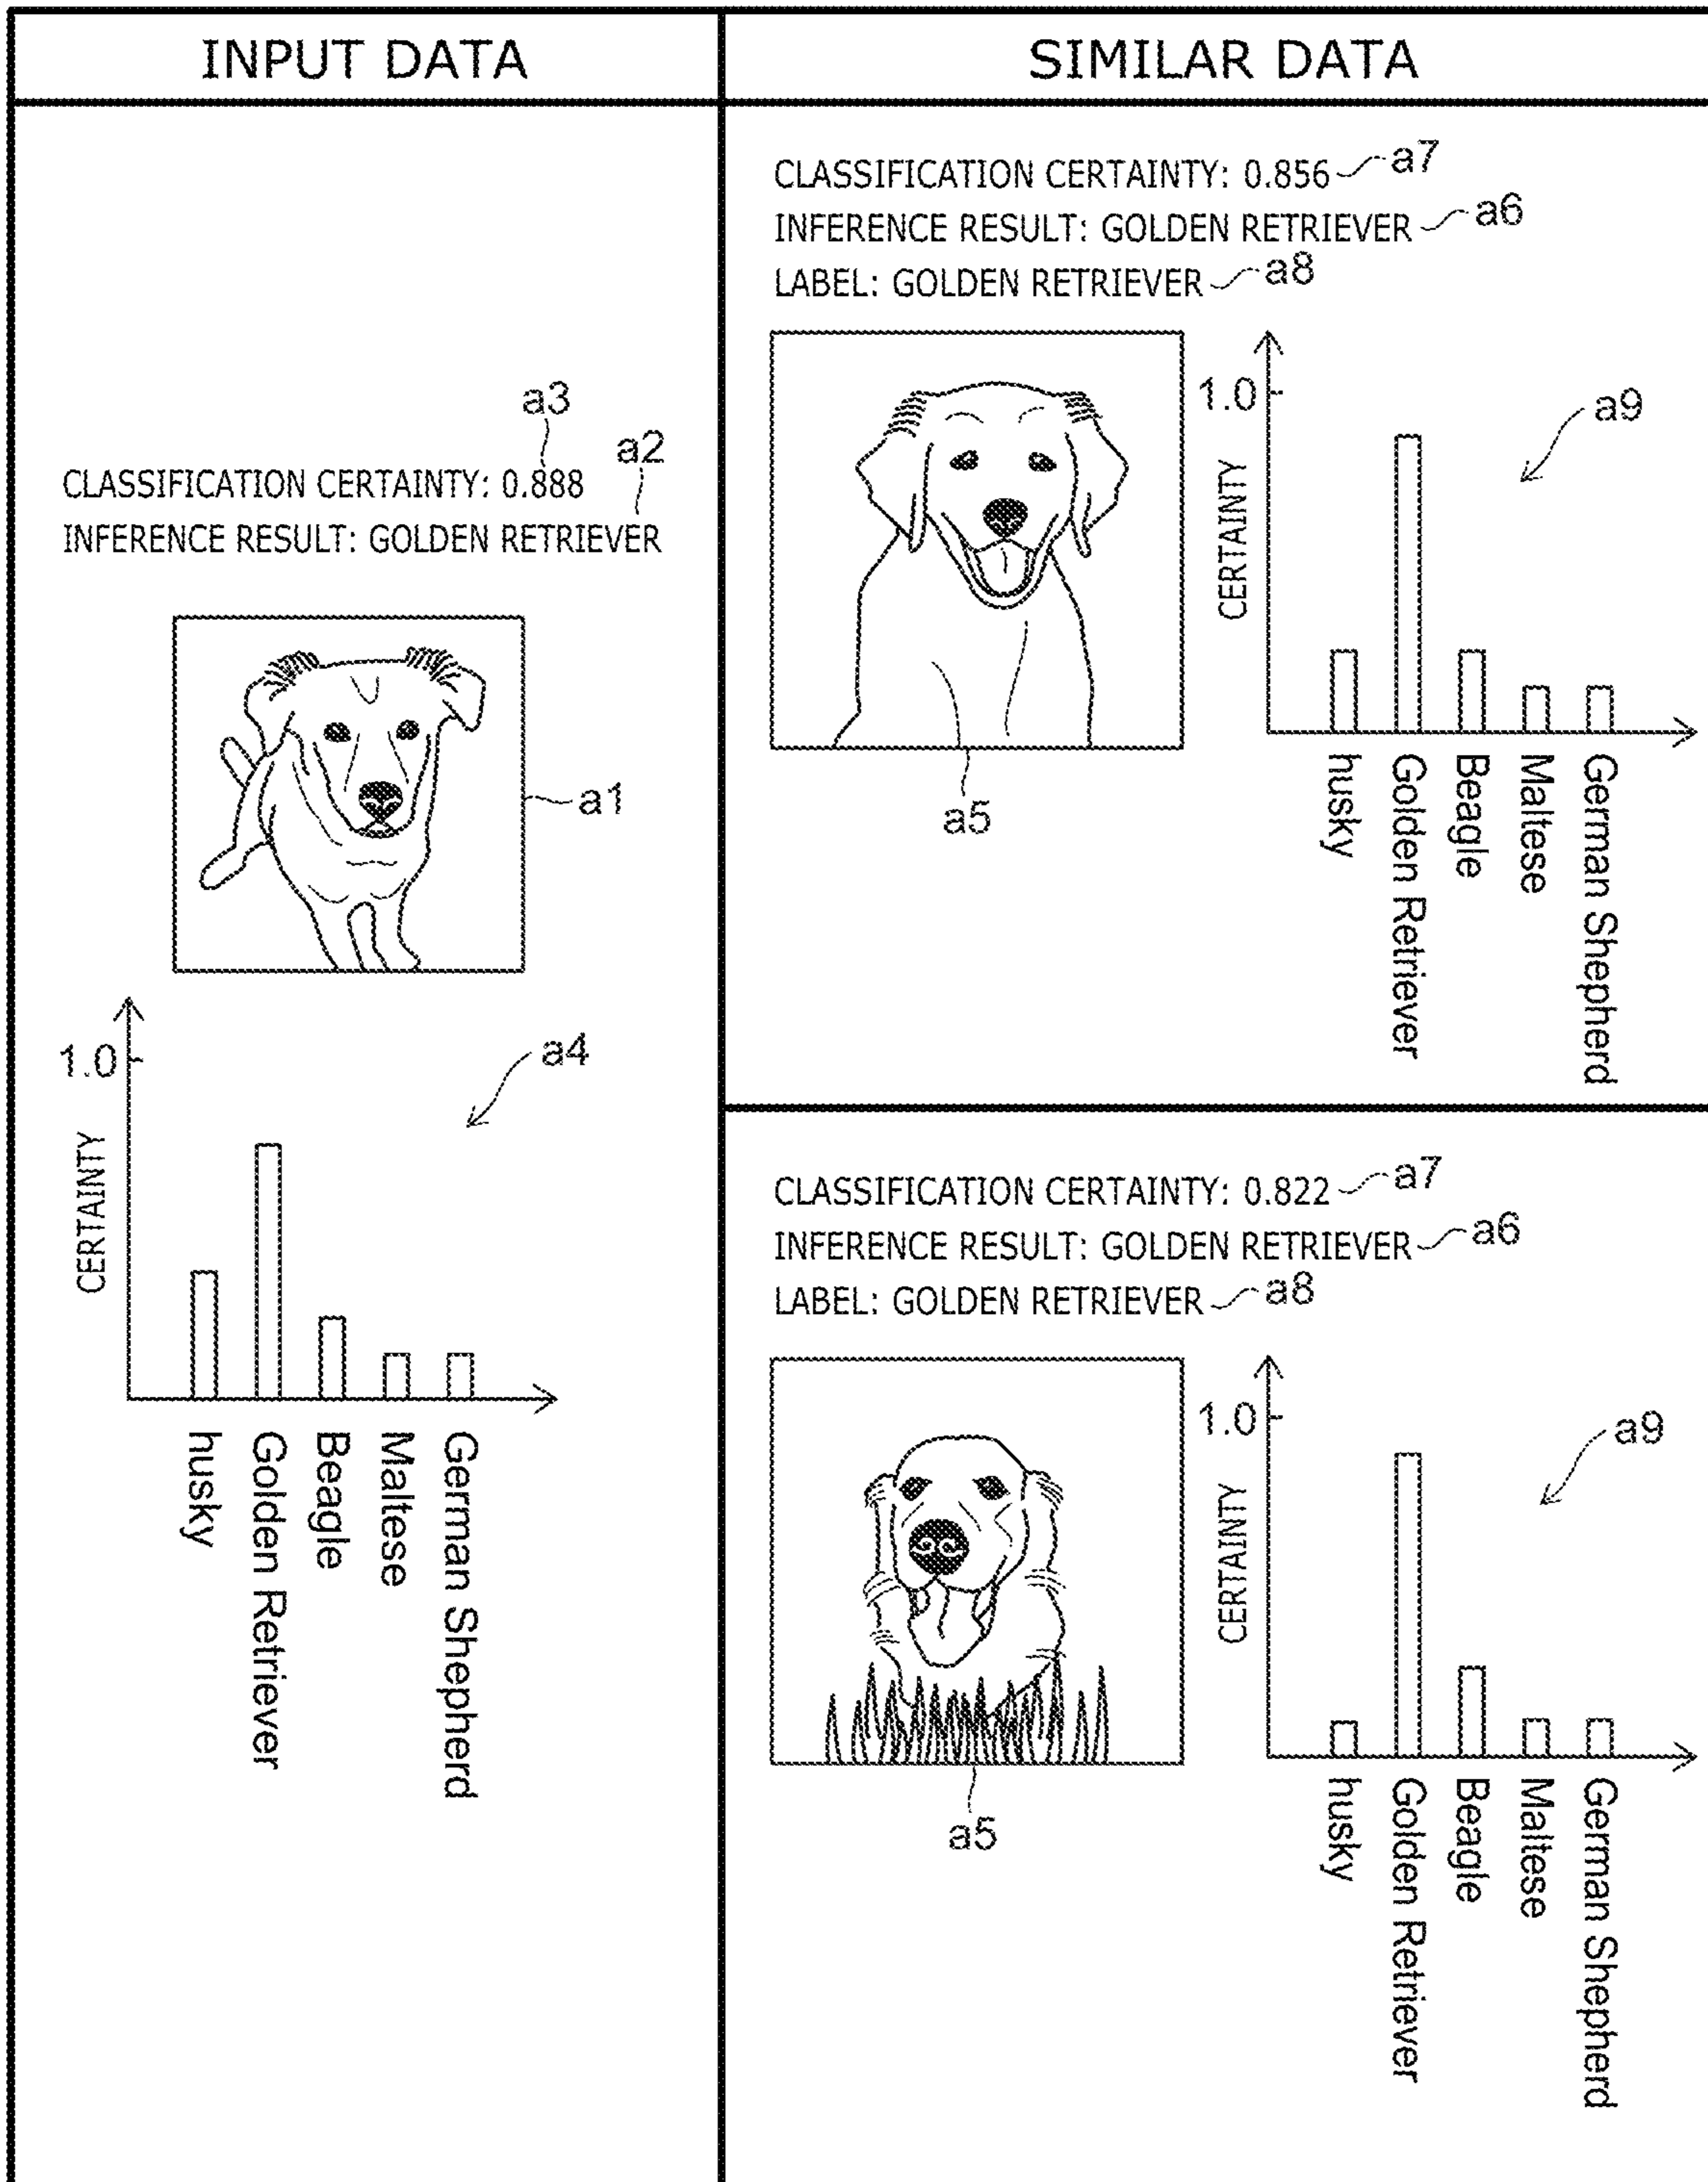 INPUT DATA
SIMILAR DATA
a3
a2
CLASSIFICATION CERTAINTY: 0.888
INFERENCE RESULT: GOLDEN RETRIEVER
a1
1.0
a4
CERTAINTY
husky
Golden Retriever
Beagle
Maltese
German Shepherd
CLASSIFICATION CERTAINTY: 0.856 a7
INFERENCE RESULT: GOLDEN RETRIEVER a6
LABEL: GOLDEN RETRIEVER a8
a5
1.0
a9
CERTAINTY
husky
Golden Retriever
Beagle
Maltese
German Shepherd
CLASSIFICATION CERTAINTY: 0.822 a7
INFERENCE RESULT: GOLDEN RETRIEVER a6
LABEL: GOLDEN RETRIEVER a8
a5
1.0
a9
CERTAINTY
husky
Golden Retriever
Beagle
Maltese
German Shepherd